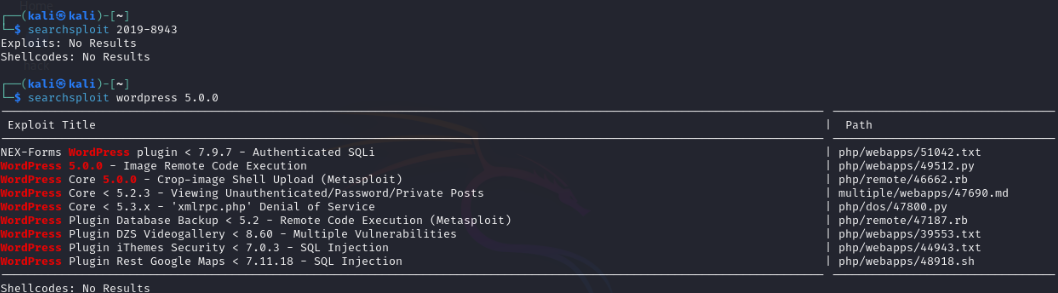 ┌──(kali㉿kali)-[~]
└─$ searchsploit 2019-8943
Exploits: No Results
Shellcodes: No Results
┌──(kali㉿kali)-[~]
└─$ searchsploit wordpress 5.0.0
Exploit Title | Path
NEX-Forms WordPress plugin < 7.9.7 - Authenticated SQLi | php/webapps/51042.txt
WordPress 5.0.0 - Image Remote Code Execution | php/webapps/49512.py
WordPress Core 5.0.0 - Crop-image Shell Upload (Metasploit) | php/remote/46662.rb
WordPress Core < 5.2.3 - Viewing Unauthenticated/Password/Private Posts | multiple/webapps/47690.md
WordPress Core < 5.3.x - 'xmlrpc.php' Denial of Service | php/dos/47800.py
WordPress Plugin Database Backup < 5.2 - Remote Code Execution (Metasploit) | php/remote/47187.rb
WordPress Plugin DZS Videogallery < 8.60 - Multiple Vulnerabilities | php/webapps/39553.txt
WordPress Plugin iThemes Security < 7.0.3 - SQL Injection | php/webapps/44943.txt
WordPress Plugin Rest Google Maps < 7.11.18 - SQL Injection | php/webapps/48918.sh
Shellcodes: No Results